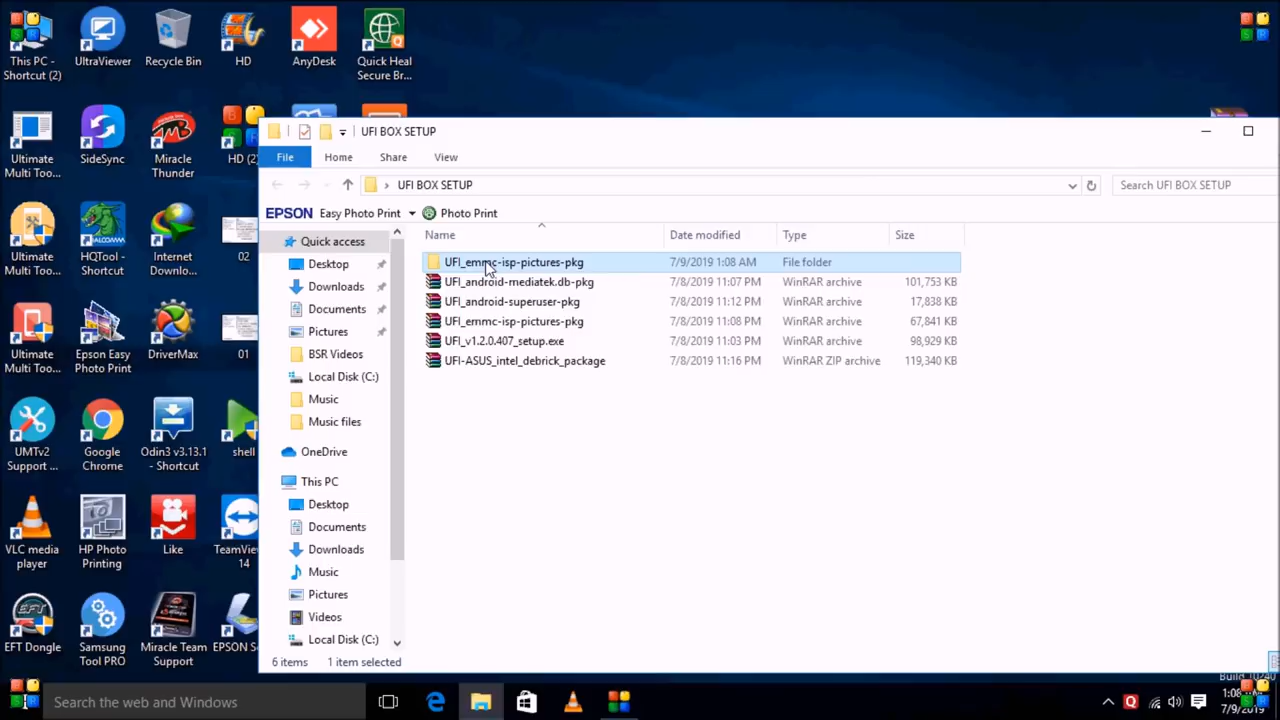 This PC -
Shortcut (2)
UltraViewer
Recycle Bin
HD
AnyDesk
Quick Heal
Secure Br...
Ultimate
Multi Too...
SideSync
Miracle
Thunder
HD (2)
Ultimate
Multi Too...
HQTool -
Shortcut
Internet
Downlo...
02
Ultimate
Multi Too...
Epson Easy
Photo Print
DriverMax
01
UMTv2
Support ...
Google
Chrome
Odin3 v3.13.1
- Shortcut
shell
VLC media
player
HP Photo
Printing
Like
TeamVie
14
EFT Dongle
Samsung
Tool PRO
Miracle Team
Support
EPSON S
UFI BOX SETUP
File Home Share View
UFI BOX SETUP
Search UFI BOX SETUP
EPSON Easy Photo Print Photo Print
Quick access
Desktop
Downloads
Documents
Pictures
BSR Videos
Local Disk (C:)
Music
Music files
OneDrive
This PC
Desktop
Documents
Downloads
Music
Pictures
Videos
Local Disk (C:)
Name Date modified Type Size
UFI_emmc-isp-pictures-pkg 7/9/2019 1:08 AM File folder
UFI_android-mediatek.db-pkg 7/8/2019 11:07 PM WinRAR archive 101,753 KB
UFI_android-superuser-pkg 7/8/2019 11:12 PM WinRAR archive 17,838 KB
UFI_emmc-isp-pictures-pkg 7/8/2019 11:08 PM WinRAR archive 67,841 KB
UFI_v1.2.0.407_setup.exe 7/8/2019 11:03 PM WinRAR archive 98,929 KB
UFI-ASUS_intel_debrick_package 7/8/2019 11:16 PM WinRAR ZIP archive 119,340 KB
6 items 1 item selected
Build 10240
Search the web and Windows
1:08
7/9/2019